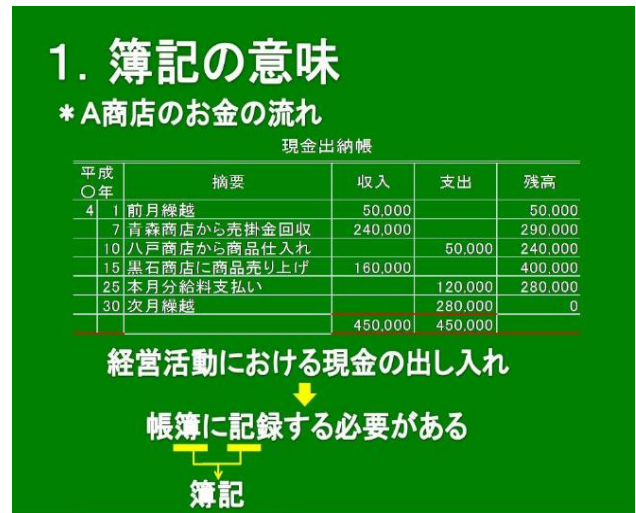 1. 簿記の意味
*A商店のお金の流れ
現金出納帳
平成○年 摘要 収入 支出 残高
4 1 前月繰越 50,000 50,000
7 青森商店から売掛金回収 240,000 290,000
10 八戸商店から商品仕入れ 50,000 240,000
15 黒石商店に商品売り上げ 160,000 400,000
25 本月分給料支払い 120,000 280,000
30 次月繰越 280,000 0
450,000 450,000
経営活動における現金の出し入れ
帳簿に記録する必要がある
簿記